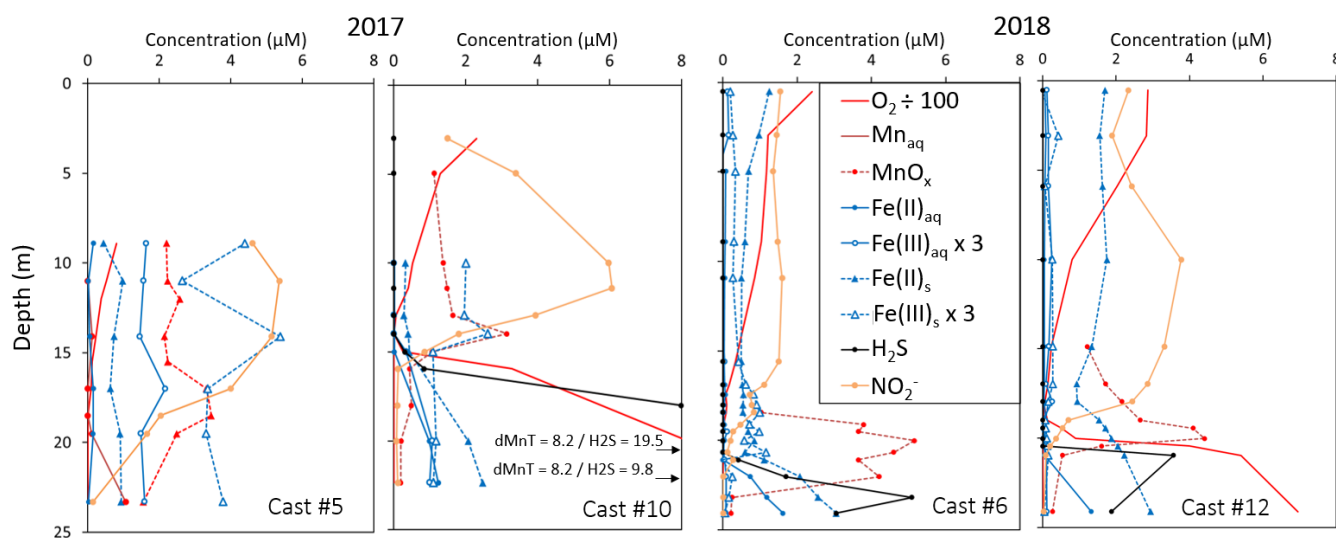 2017
2018
Concentration (µM)
Concentration (µM)
Concentration (µM)
Concentration (µM)
0 2 4 6 8
0 2 4 6 8
0 2 4 6 8
0 2 4 6 8
Depth (m)
0
5
10
15
20
25
O₂ ÷ 100
Mnaq
MnOx
Fe(II)aq
Fe(III)aq x 3
Fe(II)s
Fe(III)s x 3
H₂S
NO₂⁻
dMnT = 8.2 / H2S = 19.5
dMnT = 8.2 / H2S = 9.8
Cast #5
Cast #10
Cast #6
Cast #12